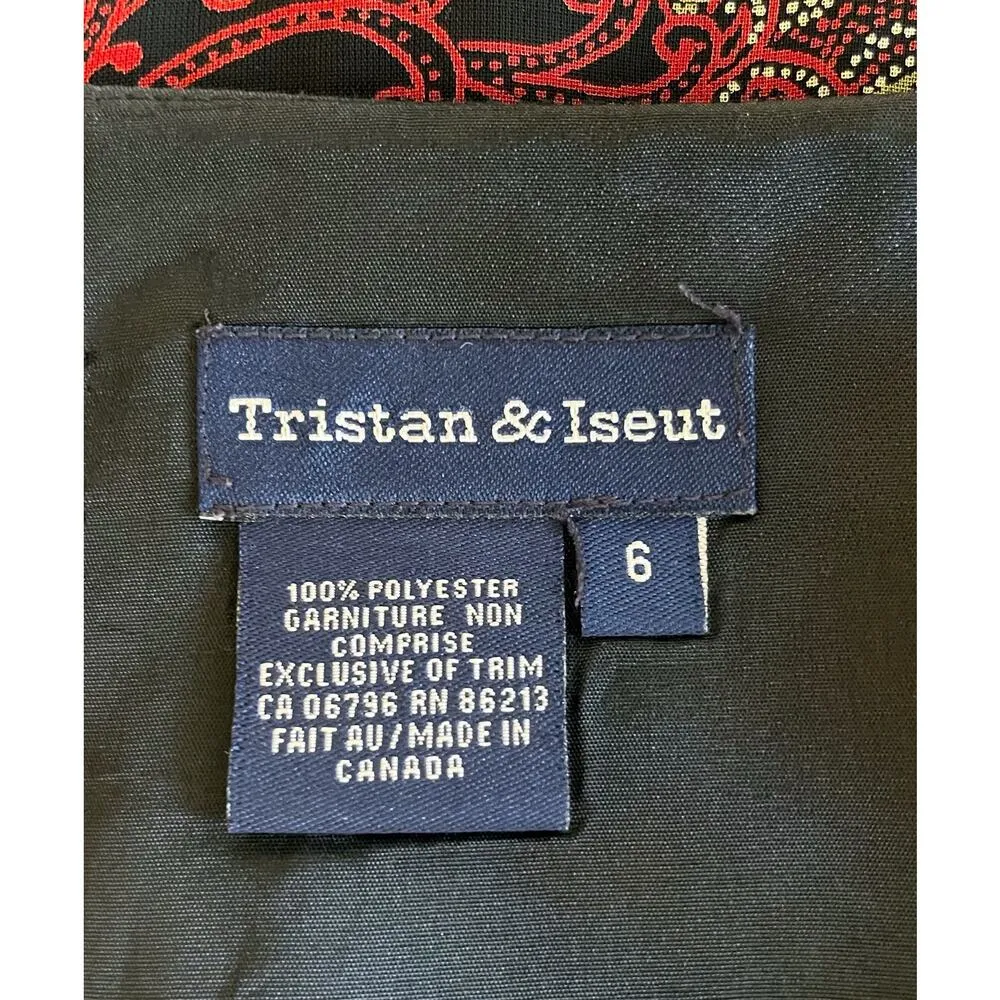 Tristan & Iseut
6
100% POLYESTER
GARNITURE NON
COMPRISE
EXCLUSIVE OF TRIM
CA 06796 RN 86213
FAIT AU/MADE IN
CANADA